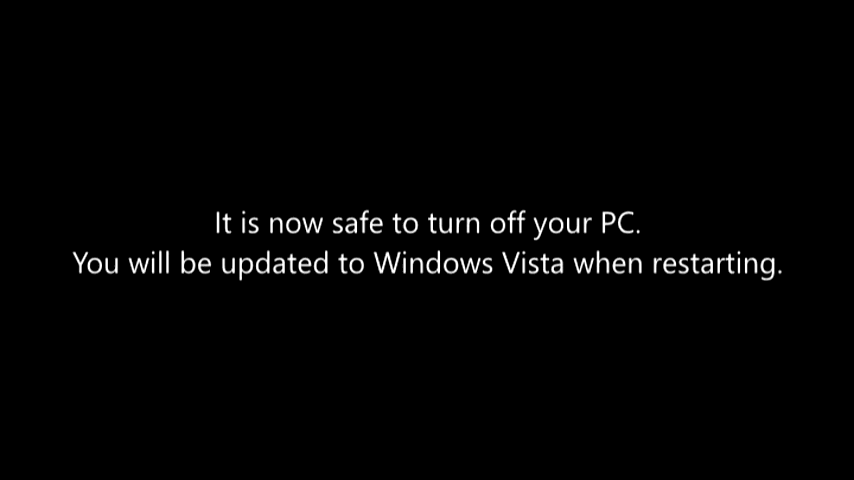 It is now safe to turn off your PC.
You will be updated to Windows Vista when restarting.